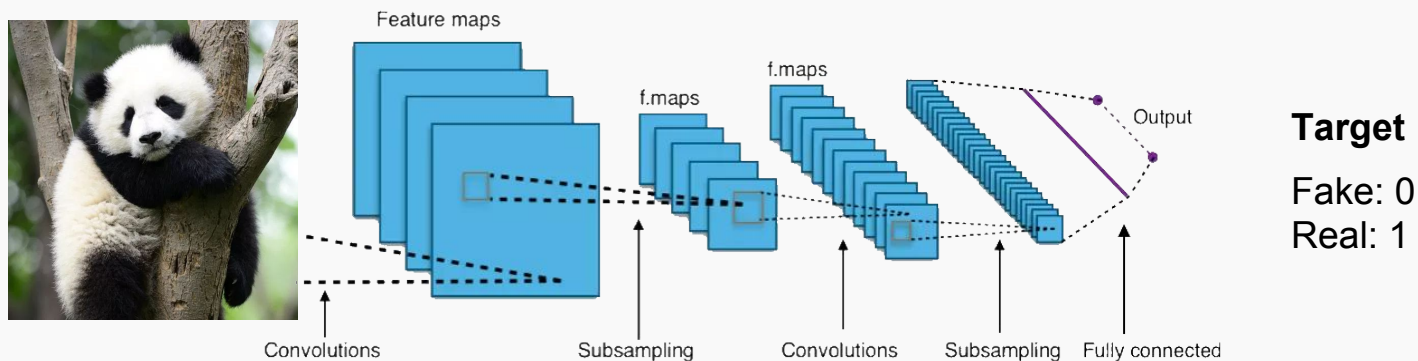 Feature maps
f.maps
f.maps
Output
Target
Fake: 0
Real: 1
Convolutions
Subsampling
Convolutions
Subsampling
Fully connected